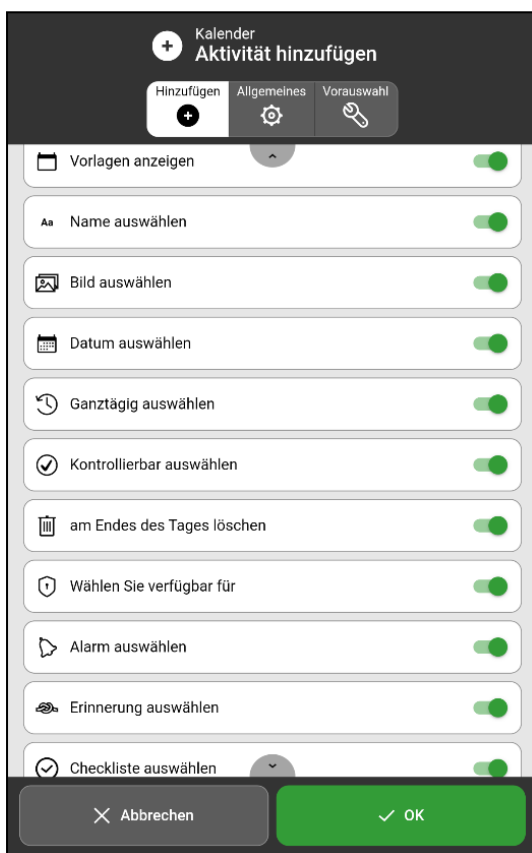 Kalender
Aktivität hinzufügen
Hinzufügen Allgemeines Vorauswahl
Vorlagen anzeigen
Aa Name auswählen
Bild auswählen
Datum auswählen
Ganztägig auswählen
Kontrollierbar auswählen
am Endes des Tages löschen
Wählen Sie verfügbar für
Alarm auswählen
Erinnerung auswählen
Checkliste auswählen
Abbrechen OK